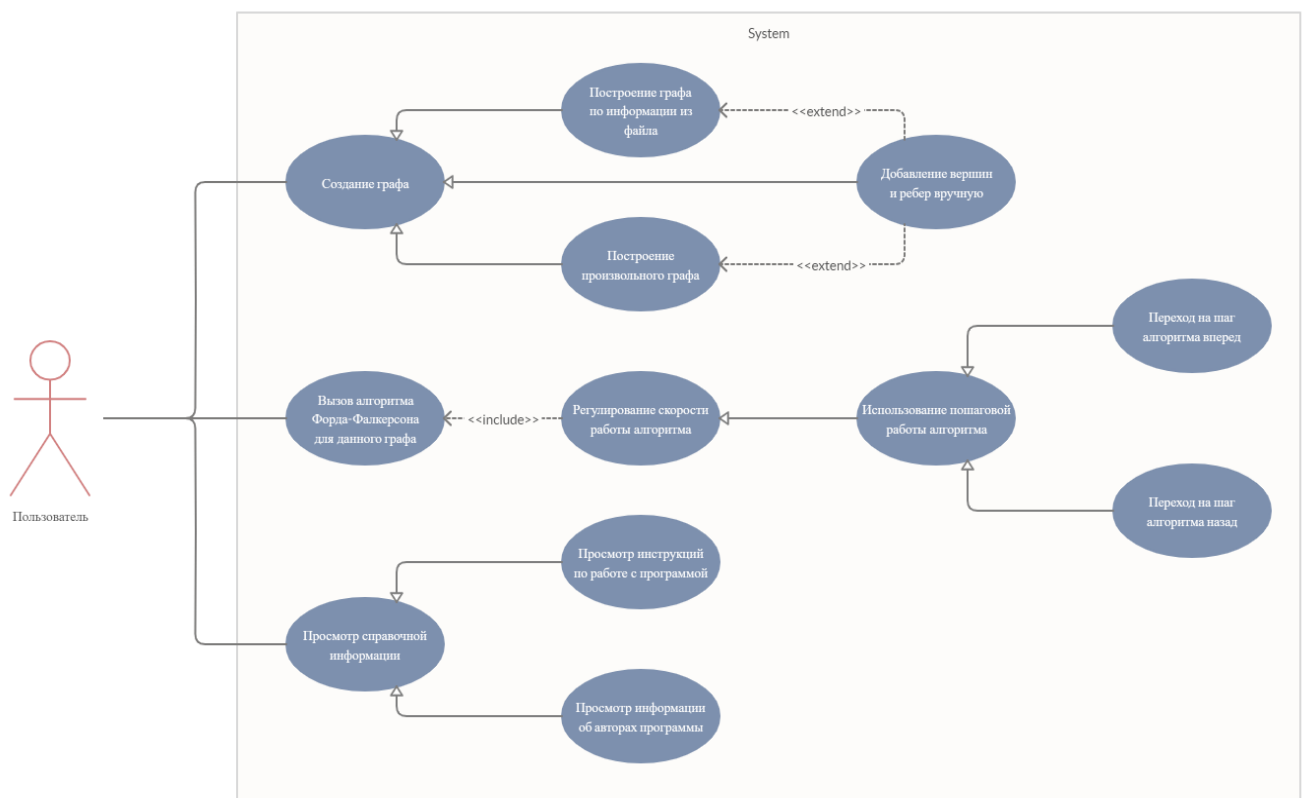 System
Построение графа
по информации из
файла
<<extend>>
Создание графа
Добавление вершин
и ребер вручную
Построение
произвольного графа
<<extend>>
Переход на шаг
алгоритма вперед
Вызов алгоритма
Форда-Фалкерсона
для данного графа
<<include>>
Регулирование скорости
работы алгоритма
Использование пошаговой
работы алгоритма
Переход на шаг
алгоритма назад
Пользователь
Просмотр инструкций
по работе с программой
Просмотр справочной
информации
Просмотр информации
об авторах программы